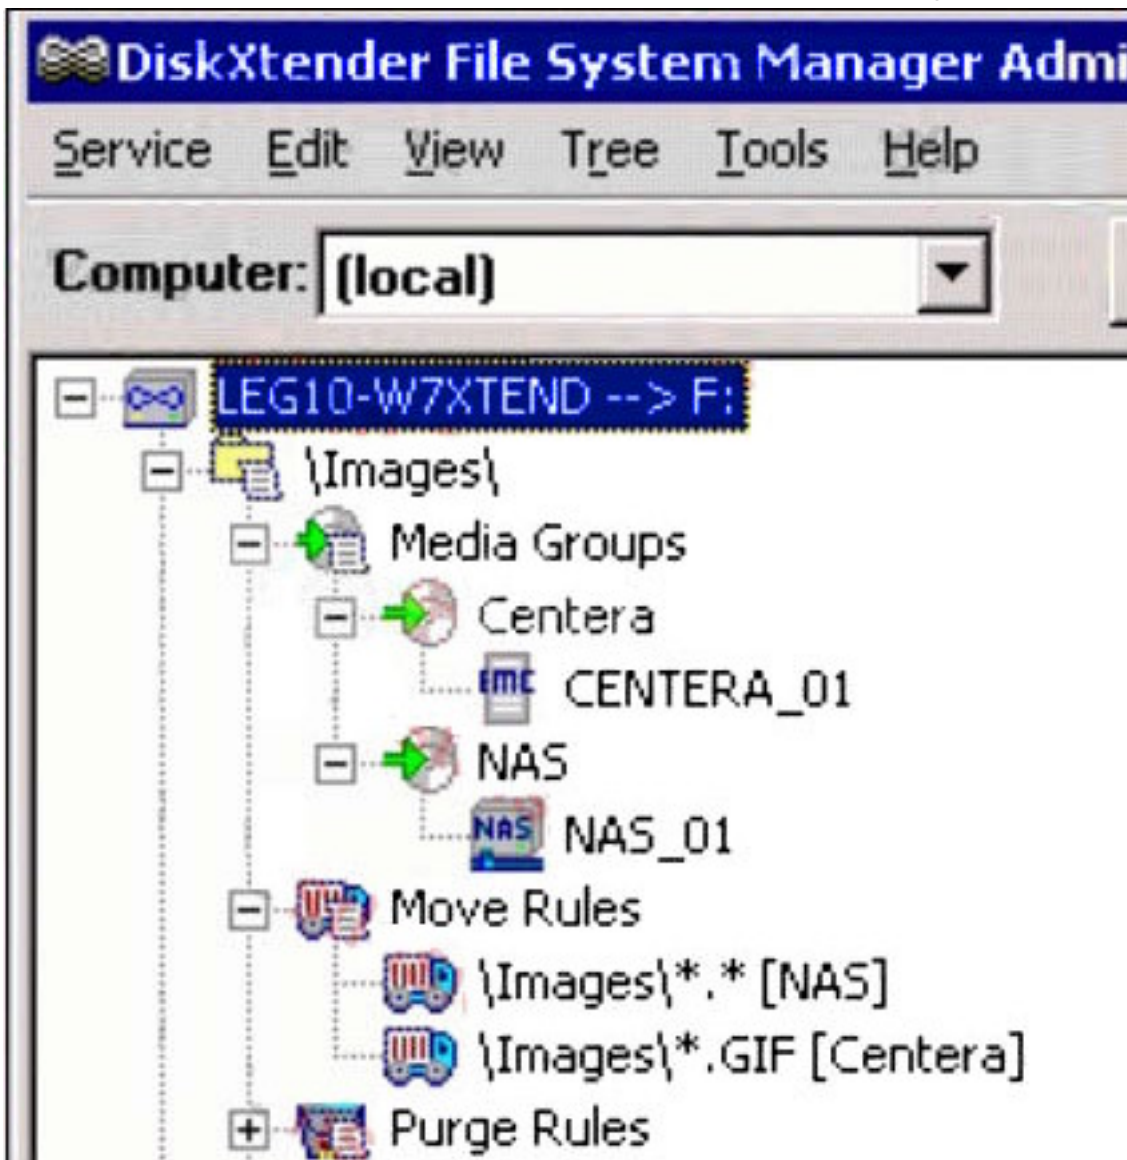 DiskXtender File System Manager Admi
Service Edit View Tree Tools Help
Computer: (local)
LEG10-W7XTEND --> F:
\Images\
Media Groups
Centera
EMC CENTERA_01
NAS
NAS NAS_01
Move Rules
\Images\*.* [NAS]
\Images\*.GIF [Centera]
Purge Rules